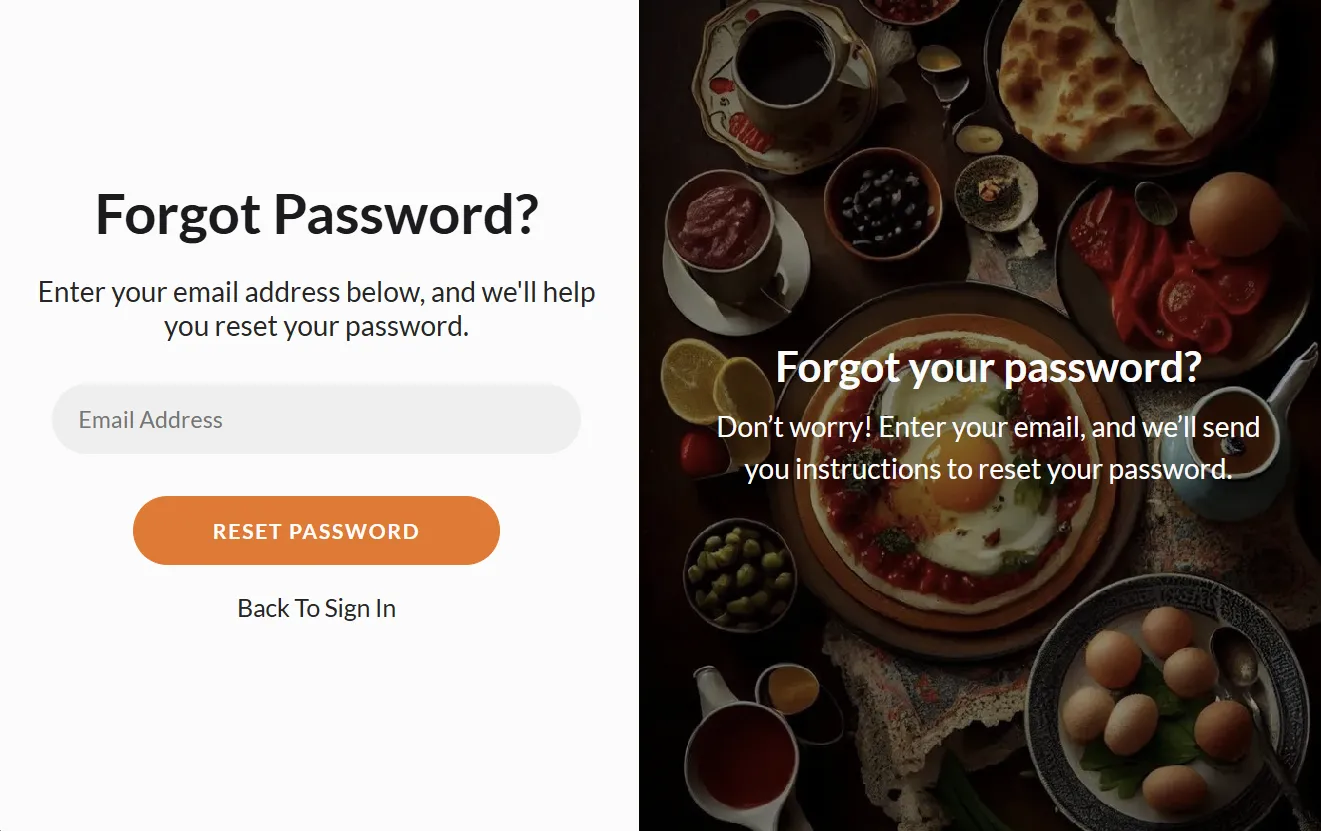 Forgot Password?
Enter your email address below, and we'll help
you reset your password.
Email Address
RESET PASSWORD
Back To Sign In
Forgot your password?
Don’t worry! Enter your email, and we’ll send
you instructions to reset your password.